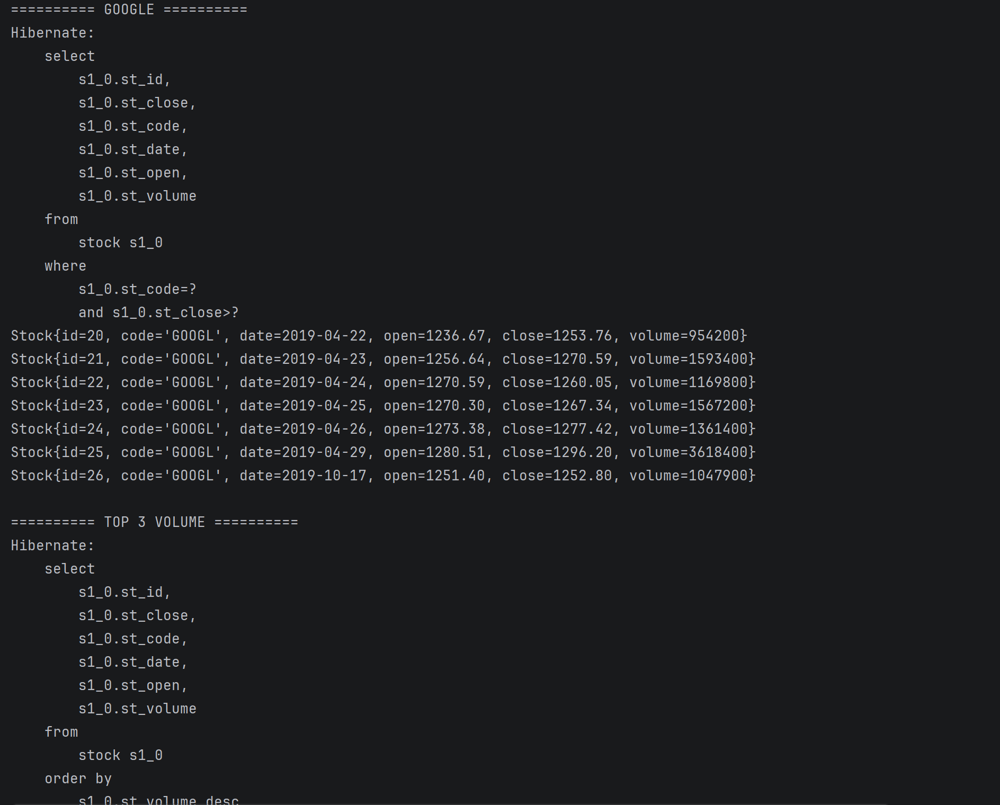 ========== GOOGLE ==========
Hibernate:
    select
        s1_0.st_id,
        s1_0.st_close,
        s1_0.st_code,
        s1_0.st_date,
        s1_0.st_open,
        s1_0.st_volume
    from
        stock s1_0
    where
        s1_0.st_code=?
        and s1_0.st_close>?
Stock{id=20, code='GOOGL', date=2019-04-22, open=1236.67, close=1253.76, volume=954200}
Stock{id=21, code='GOOGL', date=2019-04-23, open=1256.64, close=1270.59, volume=1593400}
Stock{id=22, code='GOOGL', date=2019-04-24, open=1270.59, close=1260.05, volume=1169800}
Stock{id=23, code='GOOGL', date=2019-04-25, open=1270.30, close=1267.34, volume=1567200}
Stock{id=24, code='GOOGL', date=2019-04-26, open=1273.38, close=1277.42, volume=1361400}
Stock{id=25, code='GOOGL', date=2019-04-29, open=1280.51, close=1296.20, volume=3618400}
Stock{id=26, code='GOOGL', date=2019-10-17, open=1251.40, close=1252.80, volume=1047900}

========== TOP 3 VOLUME ==========
Hibernate:
    select
        s1_0.st_id,
        s1_0.st_close,
        s1_0.st_code,
        s1_0.st_date,
        s1_0.st_open,
        s1_0.st_volume
    from
        stock s1_0
    order by
        s1_0.st_volume desc